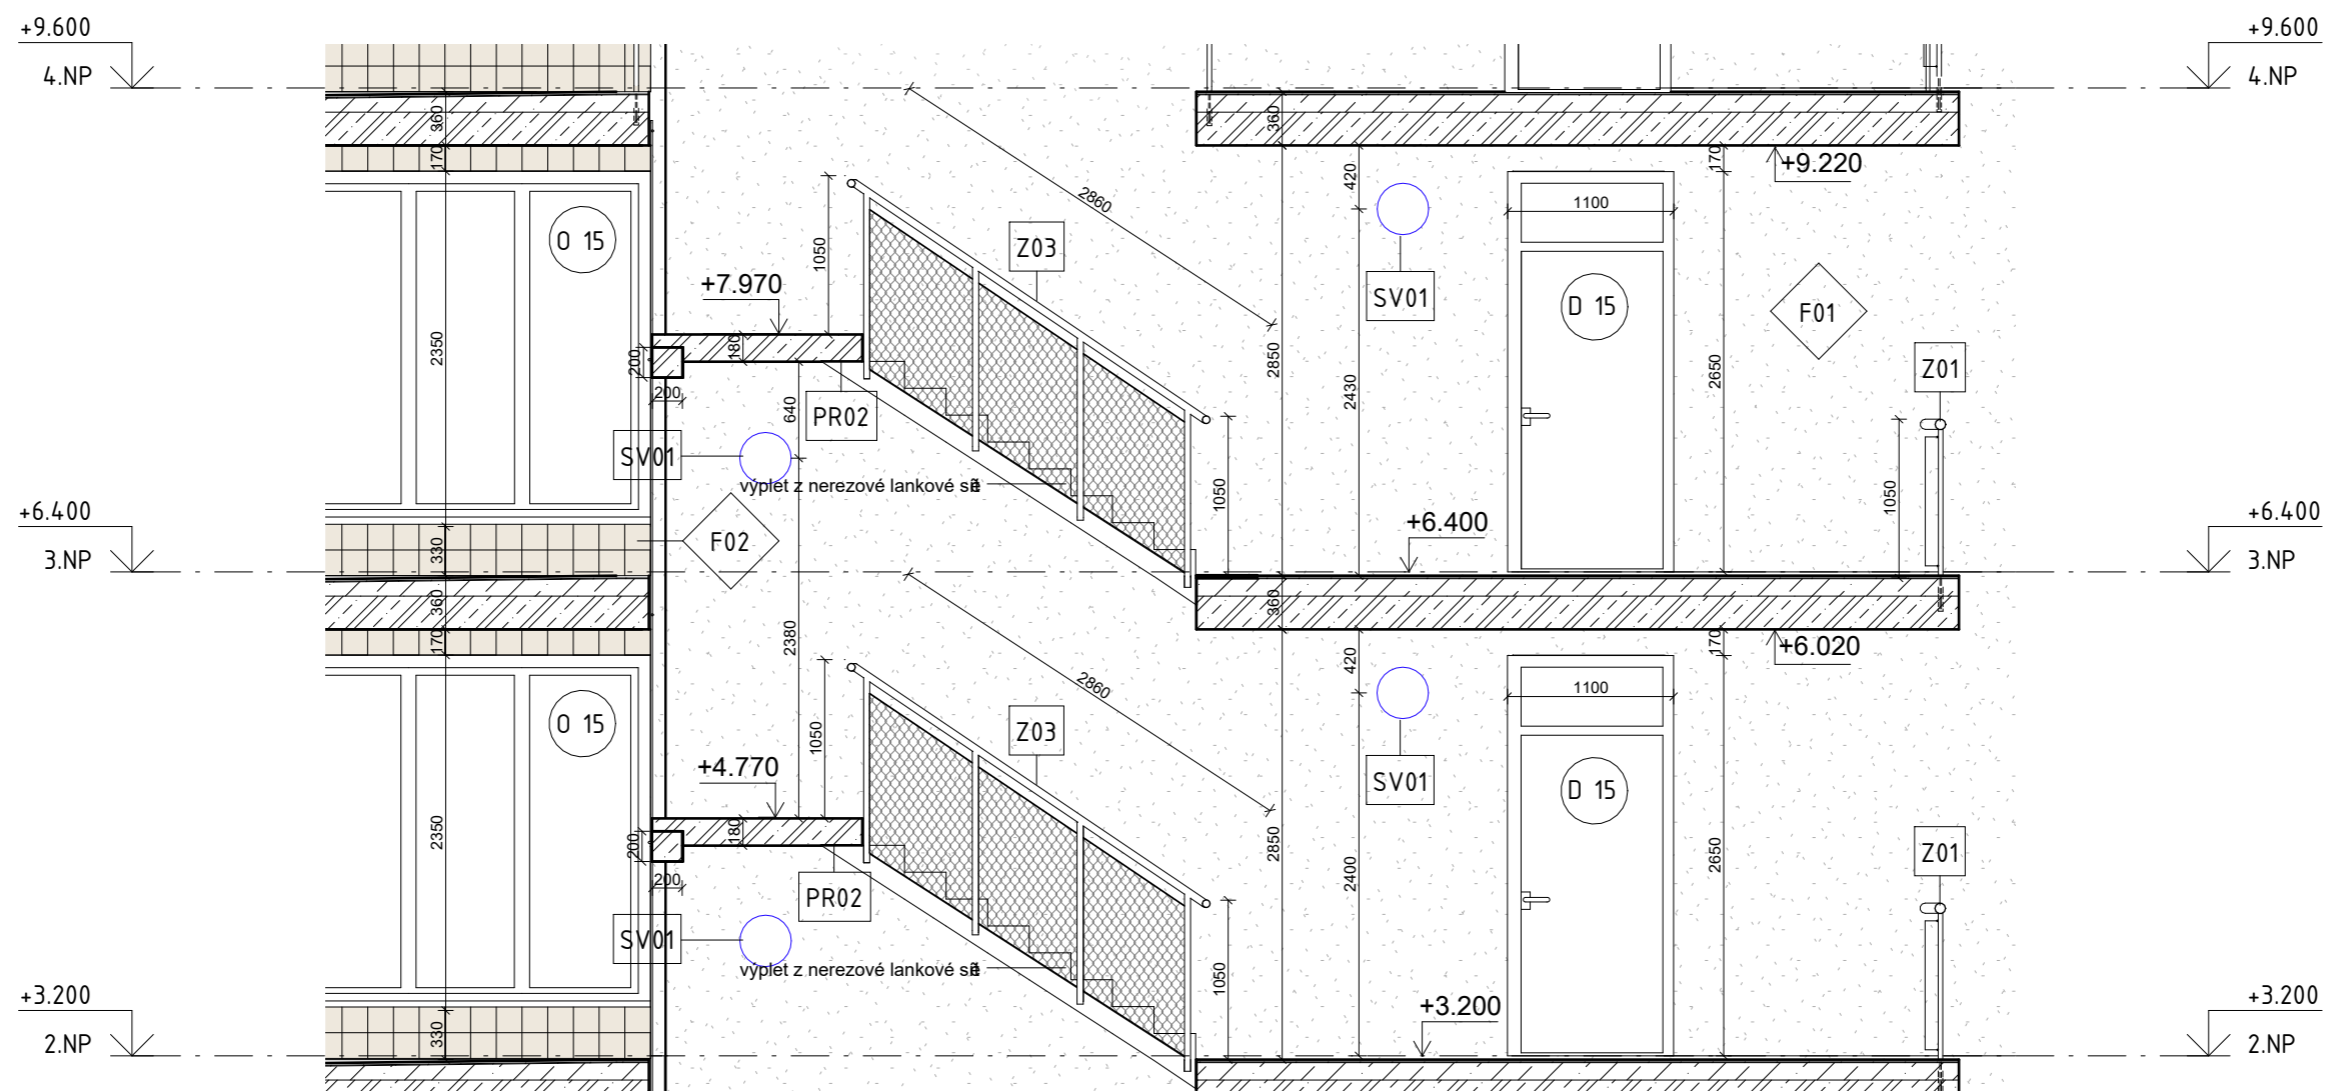 +9.600
4.NP
+9.600
4.NP
360
170
360
+9.220
170
420
2860
1050
Z03
SV01
1100
O 15
D 15
F01
+7.970
180
200
200
2350
640
PR02
2850
2430
2650
Z01
1050
SV01
výplet z nerezové lankové sítě
1050
+6.400
3.NP
F02
330
+6.400
+6.400
3.NP
360
170
360
+6.020
170
420
2380
2860
1050
Z03
SV01
1100
O 15
D 15
+4.770
180
200
200
2350
PR02
2850
2400
2650
Z01
SV01
výplet z nerezové lankové sítě
1050
+3.200
2.NP
330
+3.200
+3.200
2.NP